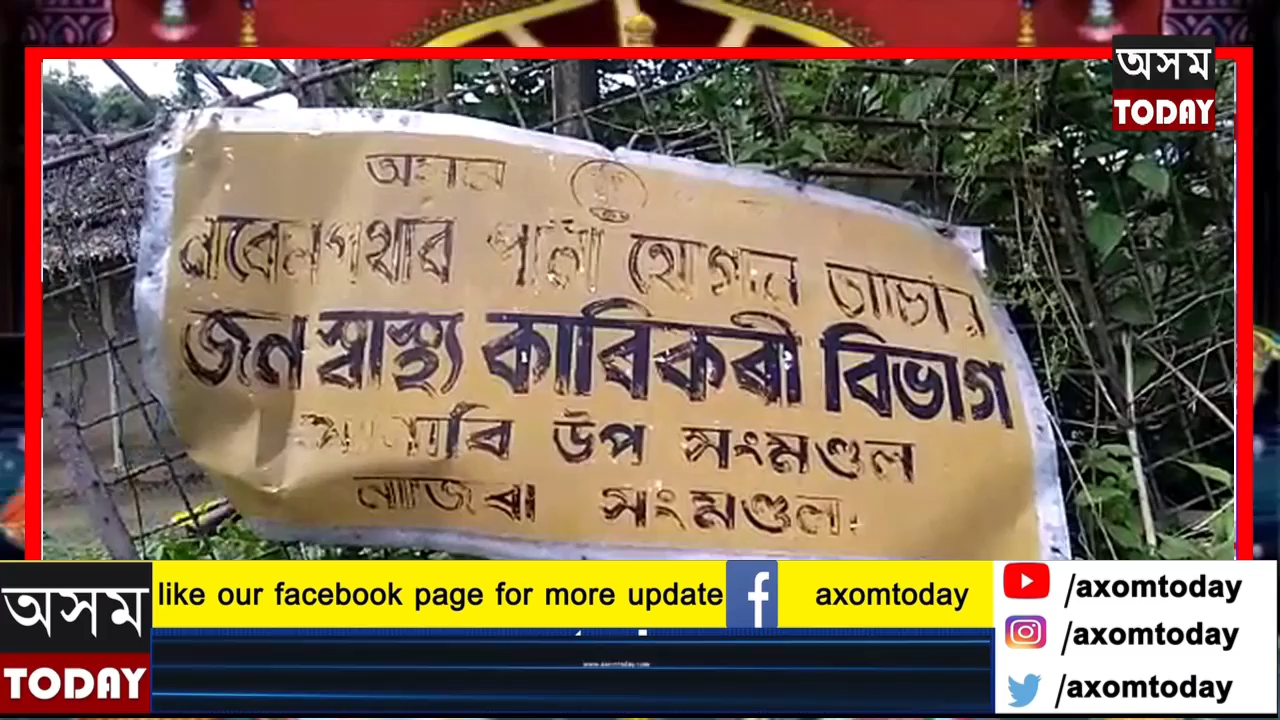 অসম
TODAY
অসম
পানী যোগান আঁচনি
জনস্বাস্থ্য কাৰিকৰী বিভাগ
উপ সংমণ্ডল
নাজিৰা সংমণ্ডল
like our facebook page for more update f axomtoday
অসম
TODAY
/axomtoday
/axomtoday
/axomtoday